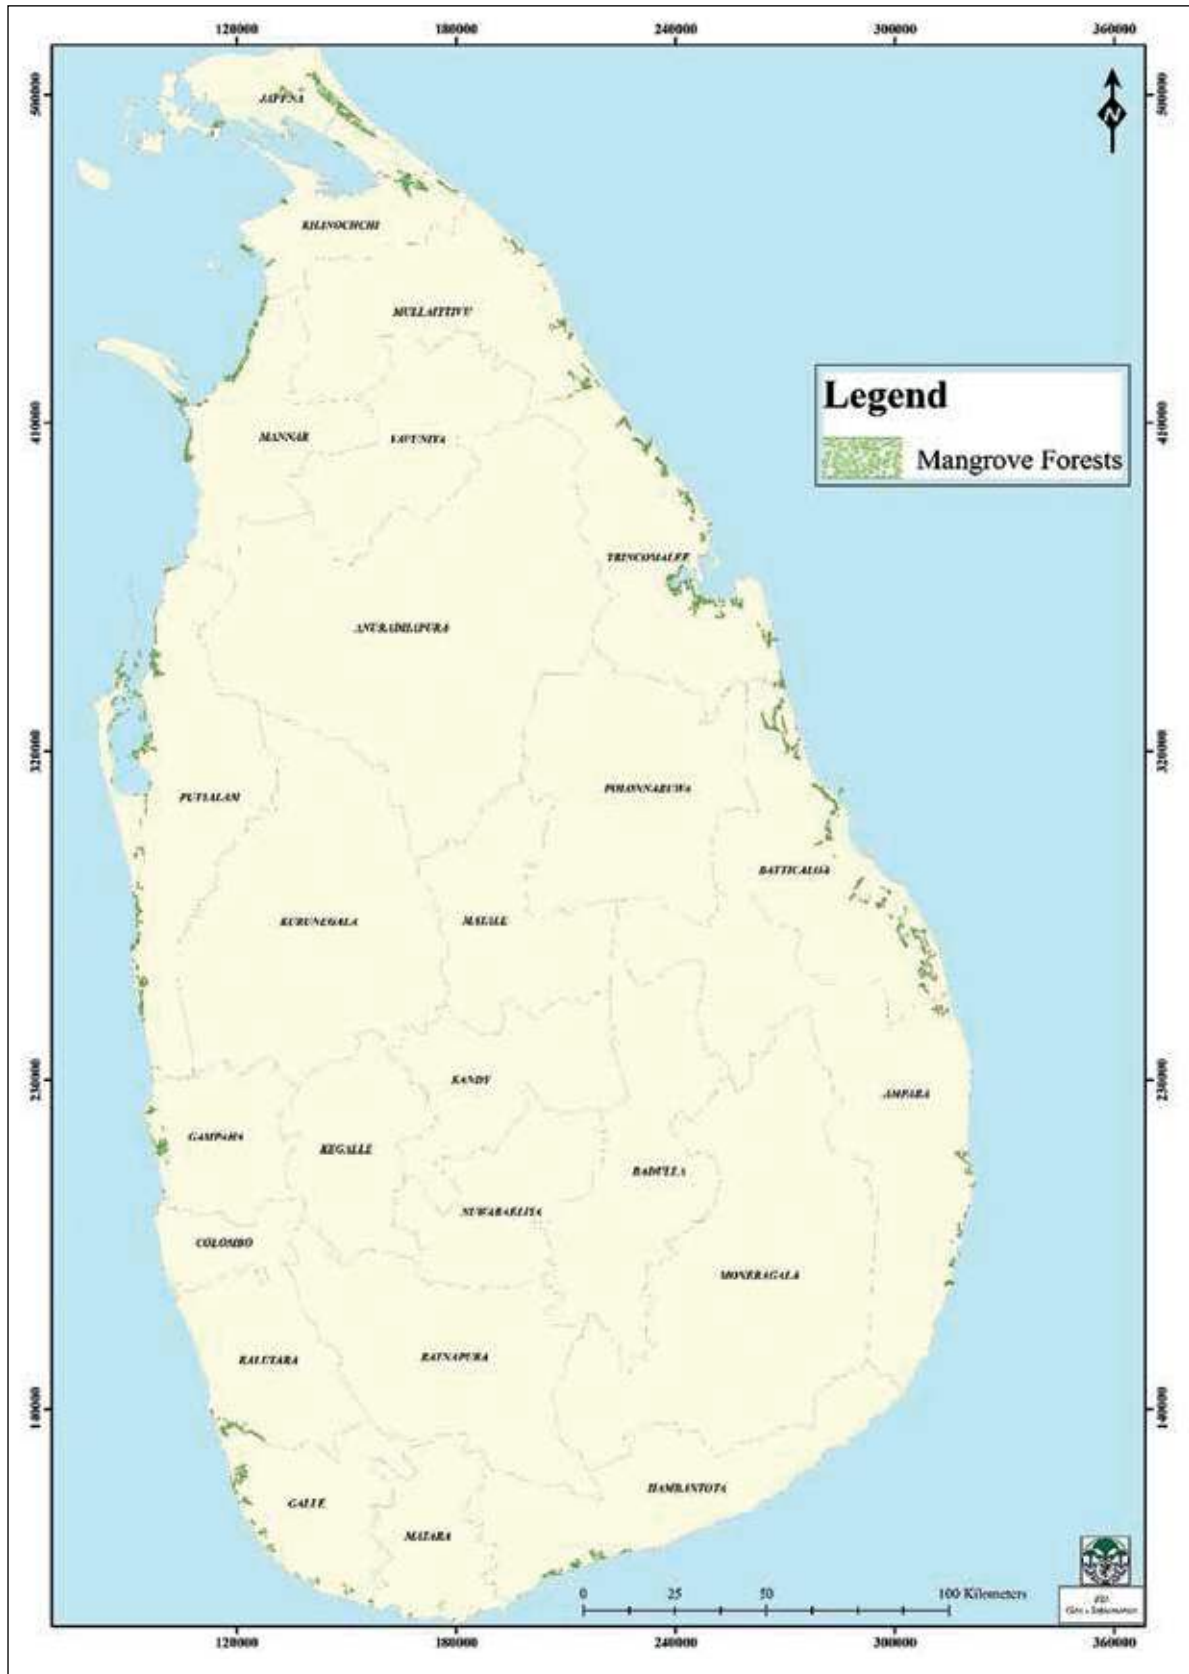 120000 180000 240000 300000 360000
500000 500000
JAFFNA
N
KILINOCHCHI
MULLAITTIVU
Legend
Mangrove Forests
410000 410000
MANNAR VAVUNIYA
TRINCOMALEE
ANURADHAPURA
320000 320000
PUTTALAM POLONNARUWA
BATTICALOA
KURUNEGALA MATALE
230000 230000
KANDY
AMPARA
GAMPAHA KEGALLE
BADULLA
NUWARAELIYA
COLOMBO
MONERAGALA
KALUTARA RATNAPURA
140000 140000
HAMBANTOTA
GALLE
MATARA
0 25 50 100 Kilometers
120000 180000 240000 300000 360000